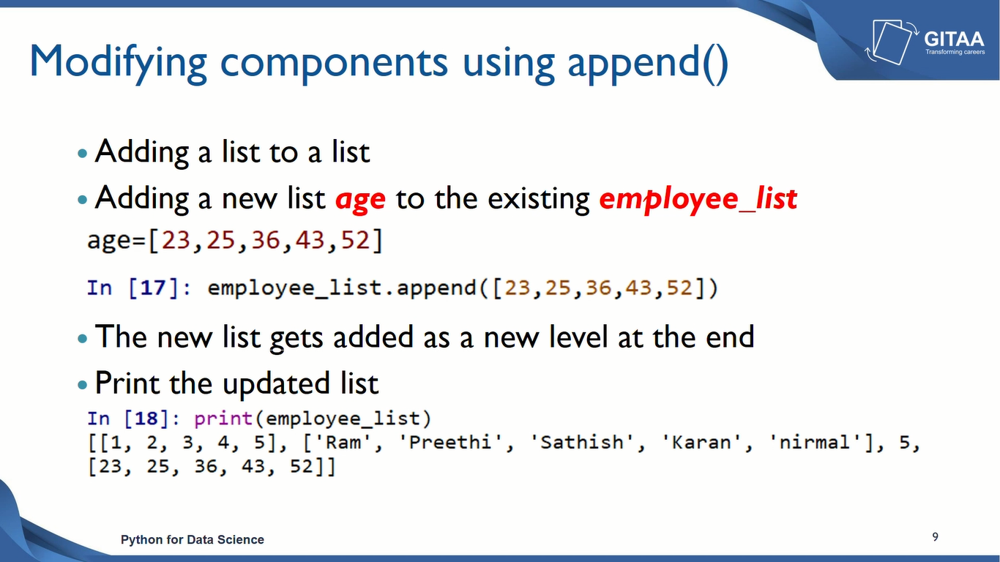 GITAA
Transforming careers
Modifying components using append()
• Adding a list to a list
• Adding a new list age to the existing employee_list
age=[23,25,36,43,52]
In [17]: employee_list.append([23,25,36,43,52])
• The new list gets added as a new level at the end
• Print the updated list
In [18]: print(employee_list)
[[1, 2, 3, 4, 5], ['Ram', 'Preethi', 'Sathish', 'Karan', 'nirmal'], 5,
[23, 25, 36, 43, 52]]
Python for Data Science
9